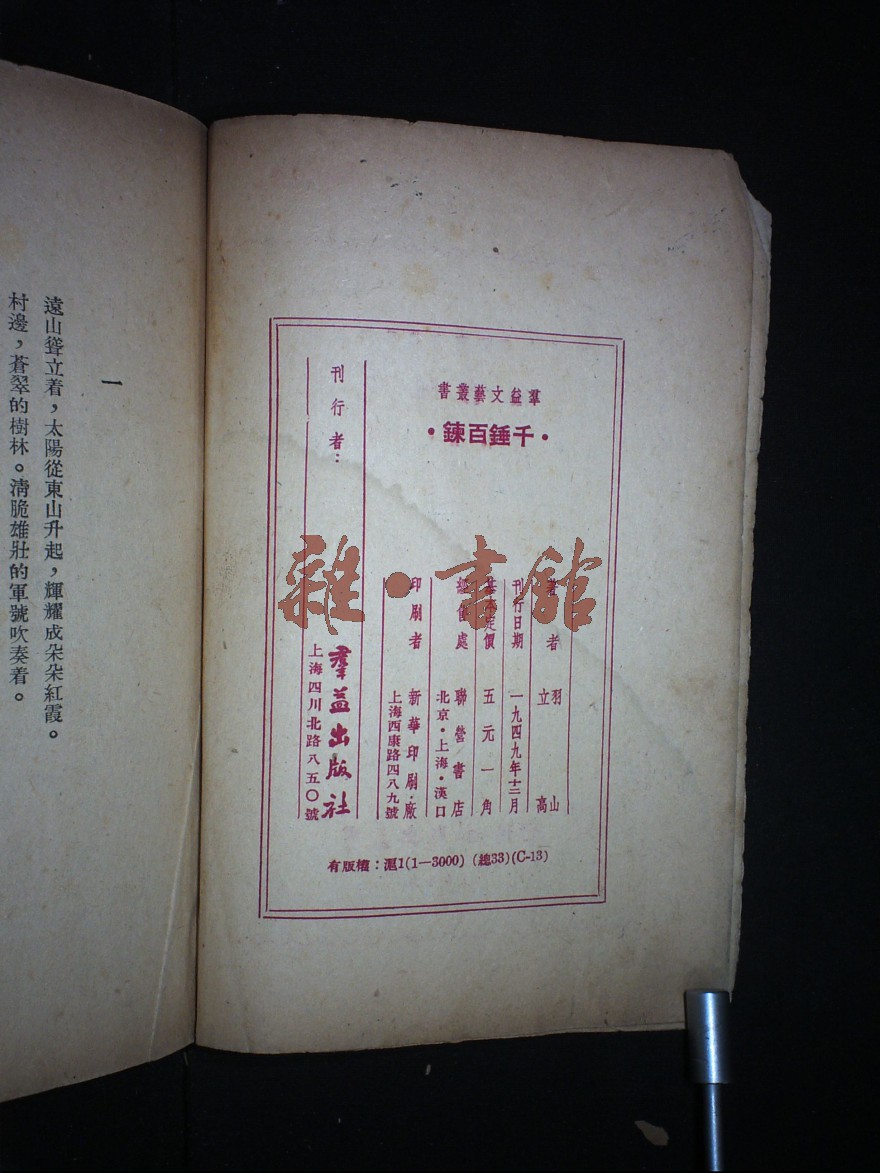 羣益文藝叢書
·千錘百鍊·
著者 羽山 立高
刊行日期 一九四九年十二月
基本定價 五元一角
聯營書店
北京·上海·漢口
印刷者 新華印刷廠
上海西康路四八九號
刊行者：羣益出版社
上海四川北路八五〇號
有版權：滬1(1—3000) (總33)(C-13)
雜·書館
一
遠山聳立着，太陽從東山升起，輝耀成朵朵紅霞。
村邊，蒼翠的樹林。清脆雄壯的軍號吹奏着。